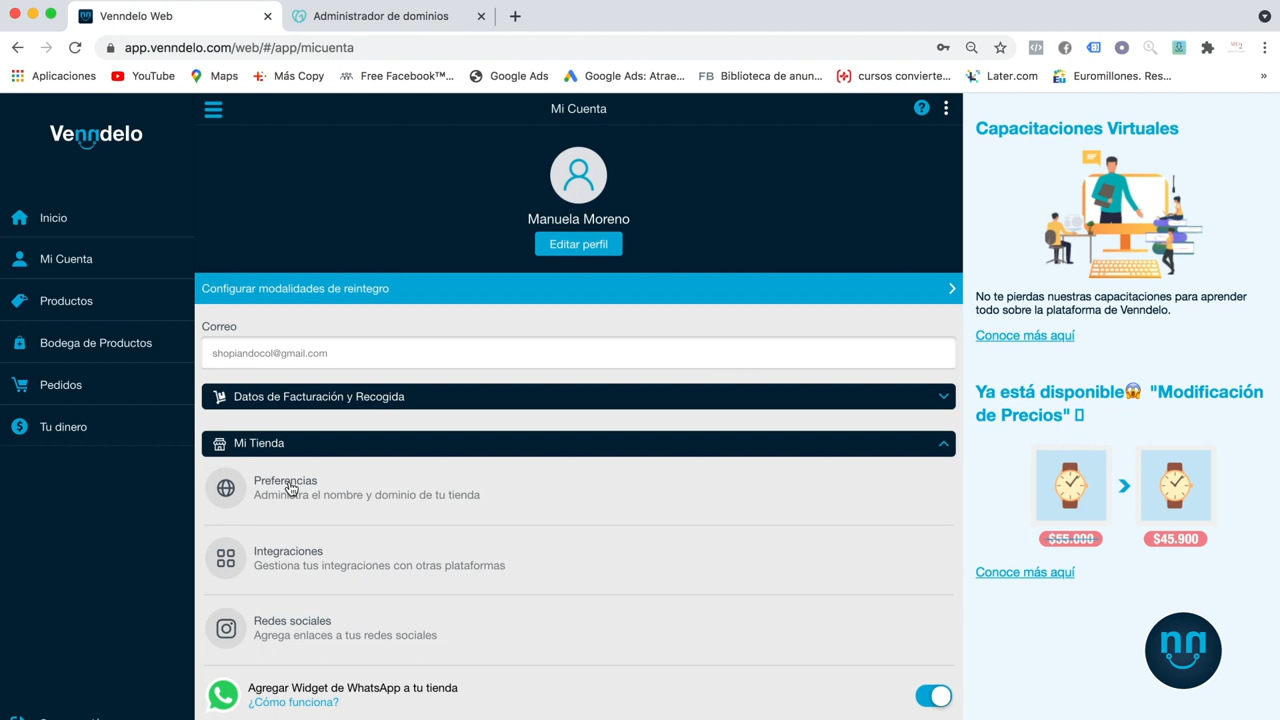 Venndelo Web
Administrador de dominios
app.venndelo.com/web/#/app/micuenta
Aplicaciones
YouTube
Maps
Más Copy
Free Facebook™...
Google Ads
Google Ads: Atrae...
FB Biblioteca de anun...
cursos convierte...
Later.com
Euromillones. Res...
Venndelo
Inicio
Mi Cuenta
Productos
Bodega de Productos
Pedidos
Tu dinero
Mi Cuenta
Manuela Moreno
Editar perfil
Configurar modalidades de reintegro
Correo
shopiandocol@gmail.com
Datos de Facturación y Recogida
Mi Tienda
Preferencias
Administra el nombre y dominio de tu tienda
Integraciones
Gestiona tus integraciones con otras plataformas
Redes sociales
Agrega enlaces a tus redes sociales
Agregar Widget de WhatsApp a tu tienda
¿Cómo funciona?
Capacitaciones Virtuales
No te pierdas nuestras capacitaciones para aprender
todo sobre la plataforma de Venndelo.
Conoce más aquí
Ya está disponible😱 "Modificación
de Precios"
$55.000
$45.900
Conoce más aquí
nn